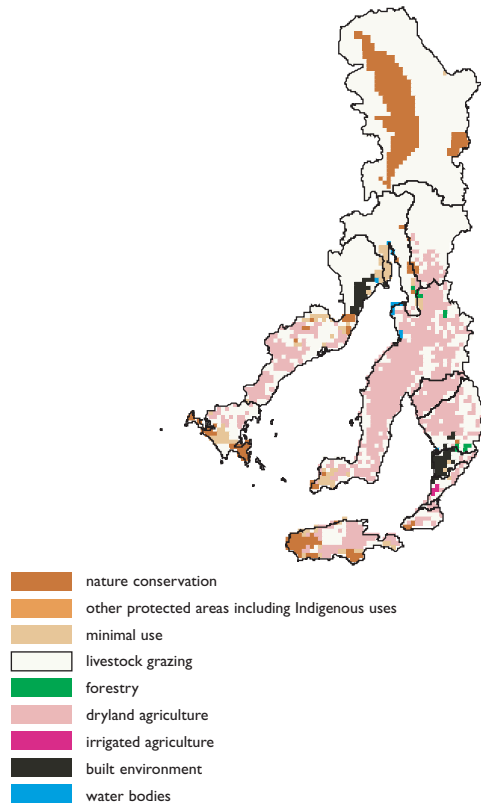 nature conservation
other protected areas including Indigenous uses
minimal use
livestock grazing
forestry
dryland agriculture
irrigated agriculture
built environment
water bodies